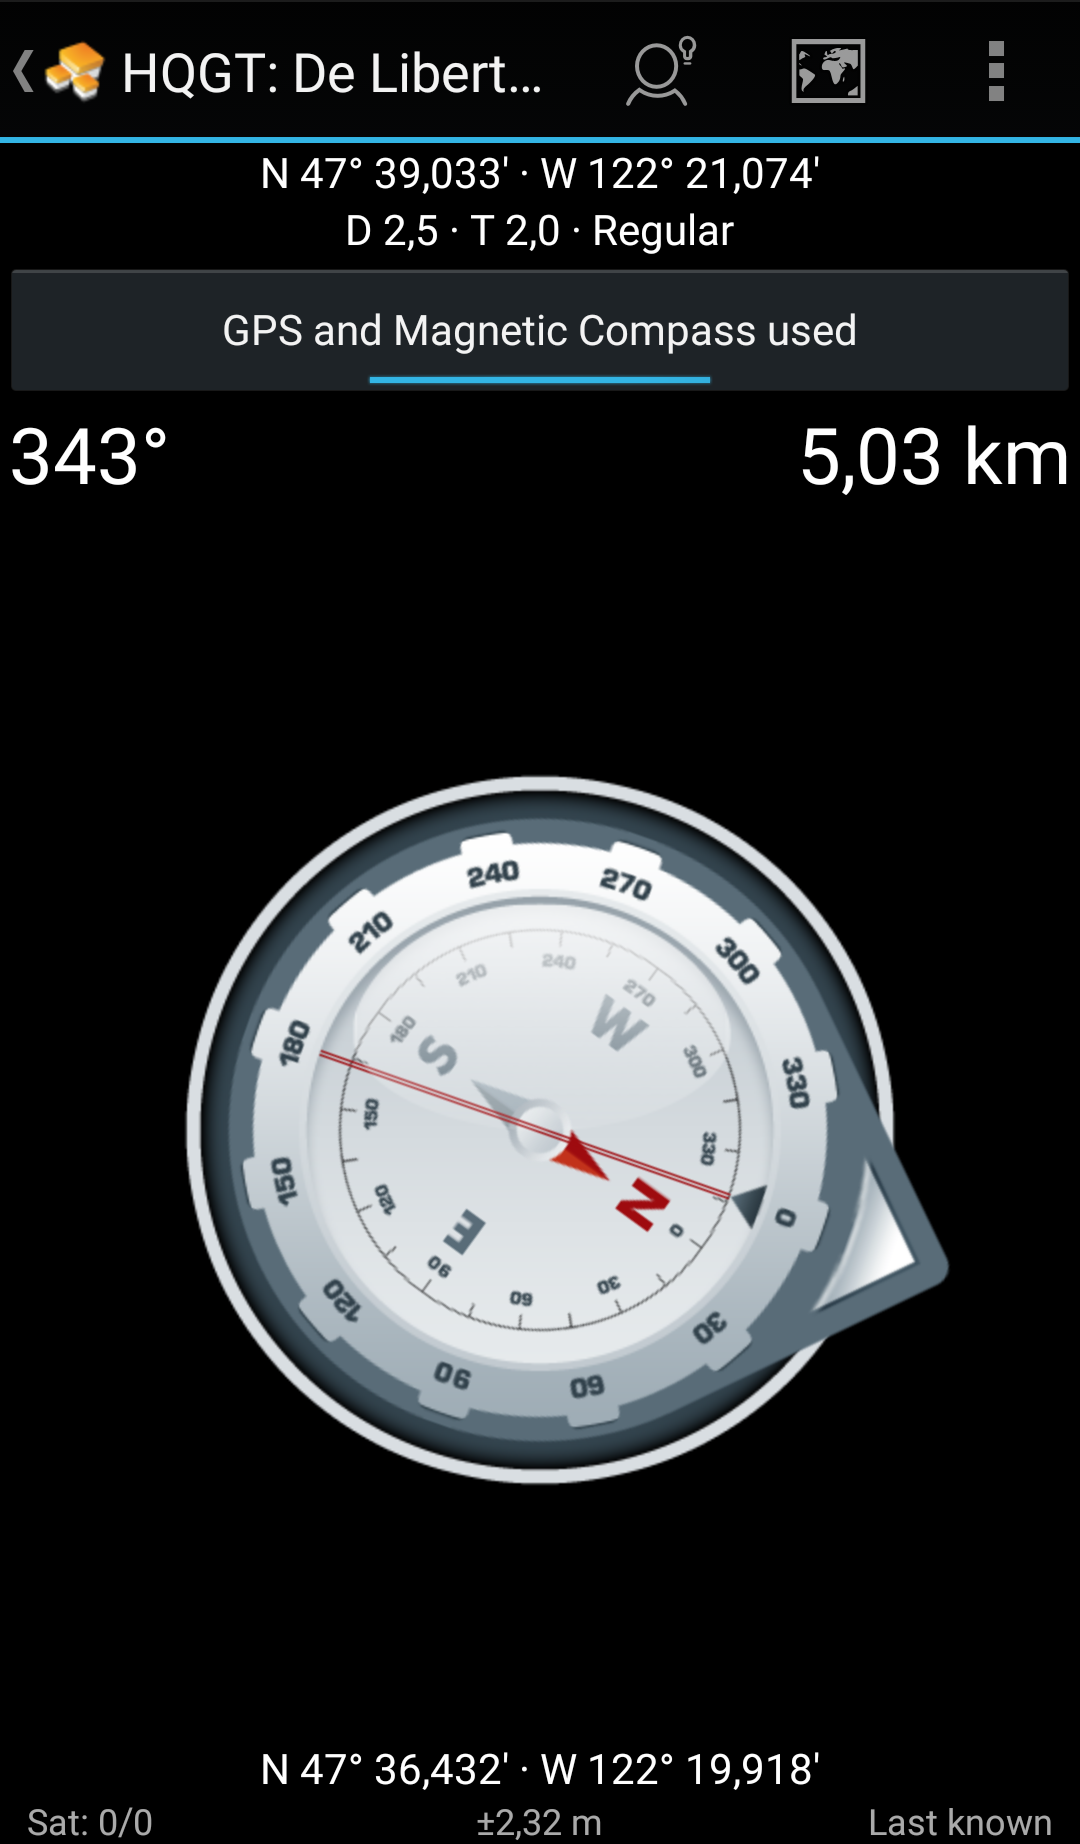 HQGT: De Libert...
N 47° 39,033' · W 122° 21,074'
D 2,5 · T 2,0 · Regular
GPS and Magnetic Compass used
343°
5,03 km
240
270
210
300
180
330
150
0
120
30
90
60
240
210
270
180
300
S
W
150
330
120
N
0
E
90
30
60
N 47° 36,432' · W 122° 19,918'
Sat: 0/0
±2,32 m
Last known